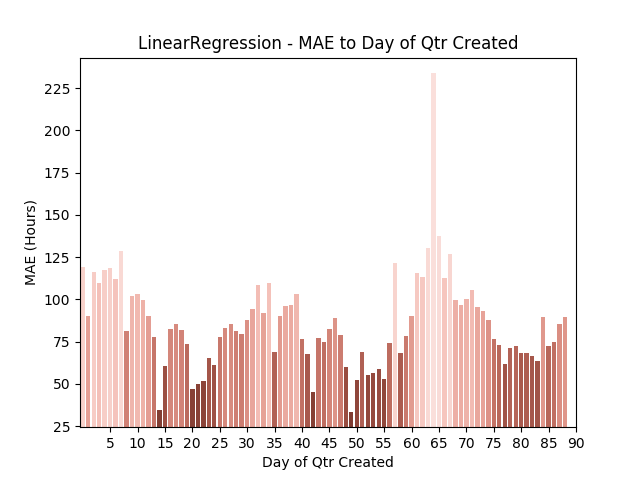 LinearRegression - MAE to Day of Qtr Created
MAE (Hours)
225
200
175
150
125
100
75
50
25
5 10 15 20 25 30 35 40 45 50 55 60 65 70 75 80 85 90
Day of Qtr Created